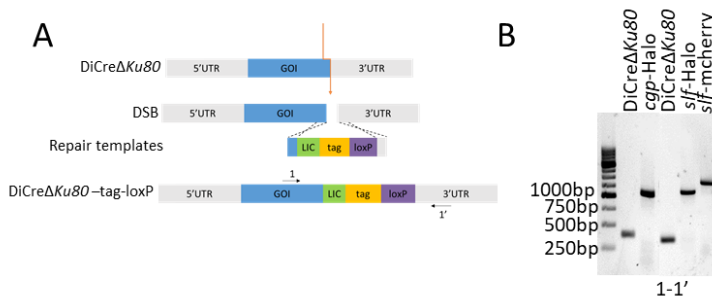 A
DiCreΔKu80
5'UTR GOI 3'UTR
DSB
5'UTR GOI 3'UTR
Repair templates
LIC tag loxP
1
DiCreΔKu80 –tag-loxP
5'UTR GOI LIC tag loxP 3'UTR
1'
B
DiCreΔKu80
cgp-Halo
DiCreΔKu80
slf-Halo
slf-mcherry
1000bp
750bp
500bp
250bp
1-1'